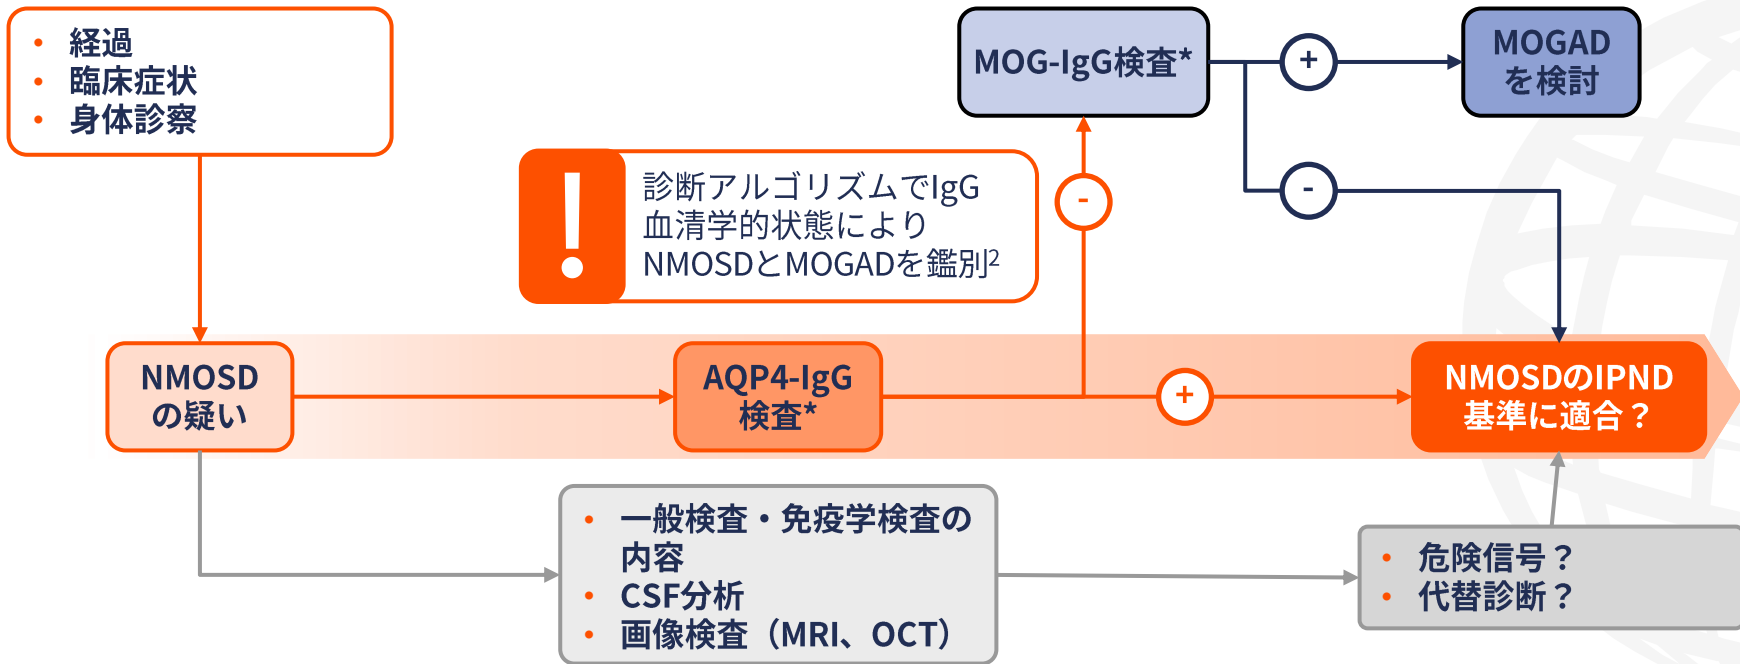 • 経過
• 臨床症状
• 身体診察
MOG-IgG検査*
+
MOGAD
を検討
-
!
診断アルゴリズムでIgG
血清学的状態により
NMOSDとMOGADを鑑別2
-
NMOSD
の疑い
AQP4-IgG
検査*
+
NMOSDのIPND
基準に適合？
• 一般検査・免疫学検査の
内容
• CSF分析
• 画像検査（MRI、OCT）
• 危険信号？
• 代替診断？